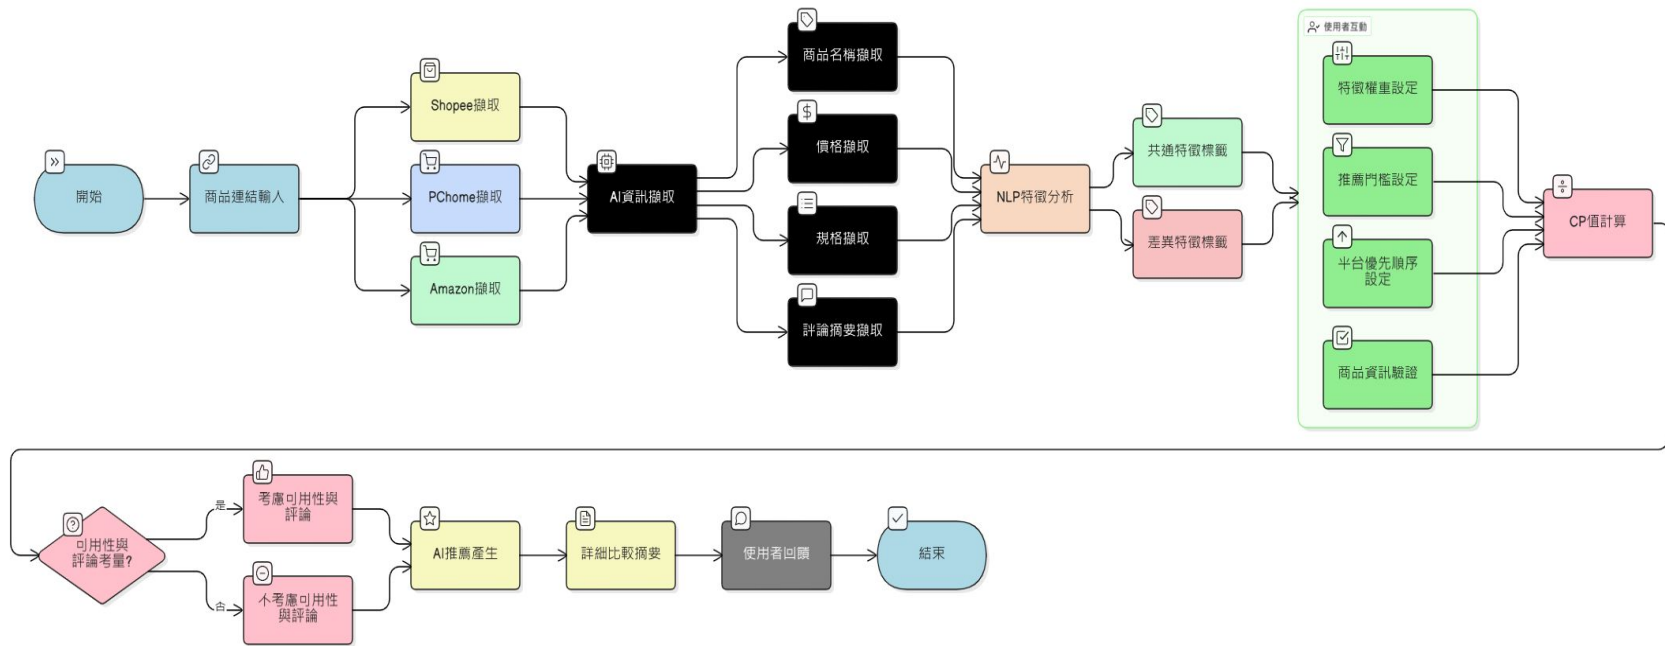 開始
商品連結輸入
Shopee擷取
PChome擷取
Amazon擷取
AI資訊擷取
商品名稱擷取
價格擷取
規格擷取
評論摘要擷取
NLP特徵分析
共通特徵標籤
差異特徵標籤
使用者互動
特徵權重設定
推薦門檻設定
平台優先順序
設定
商品資訊驗證
CP值計算
可用性與
評論考量?
是
考慮可用性與
評論
否
不考慮可用性
與評論
AI推薦產生
詳細比較摘要
使用者回饋
結束